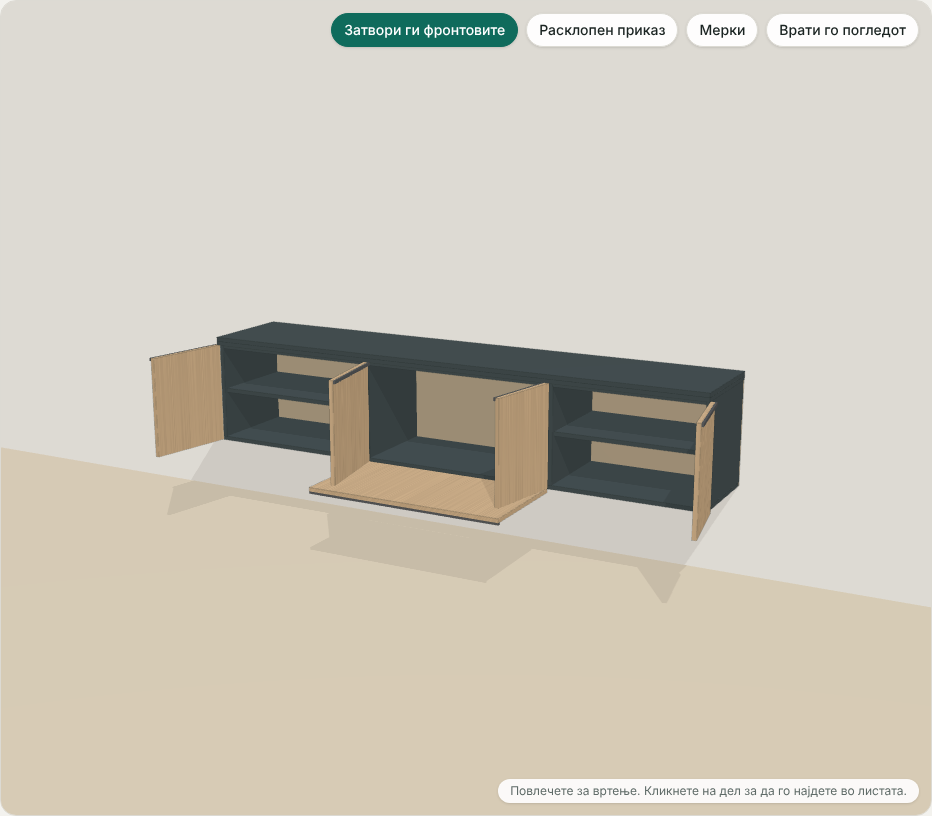 Затвори ги фронтовите
Расклопен приказ
Мерки
Врати го погледот
Повлечете за вртење. Кликнете на дел за да го најдете во листата.